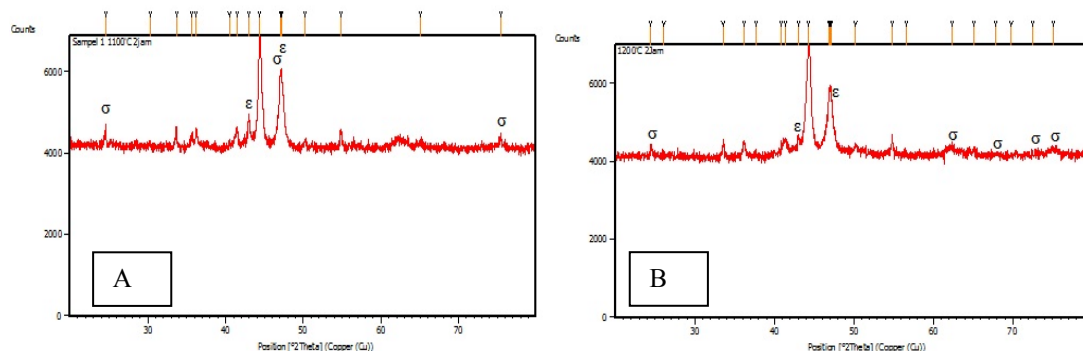 Counts
Sampel 1 1100'C 2jam
6000
4000
2000
0
σ
ε
σ
ε
σ
30
40
50
60
70
Position [°2Theta] (Copper (Cu))
A
Counts
1200'C 2Jam
6000
4000
2000
0
σ
ε
ε
σ
σ
σ
σ
30
40
50
60
70
Position [°2Theta] (Copper (Cu))
B